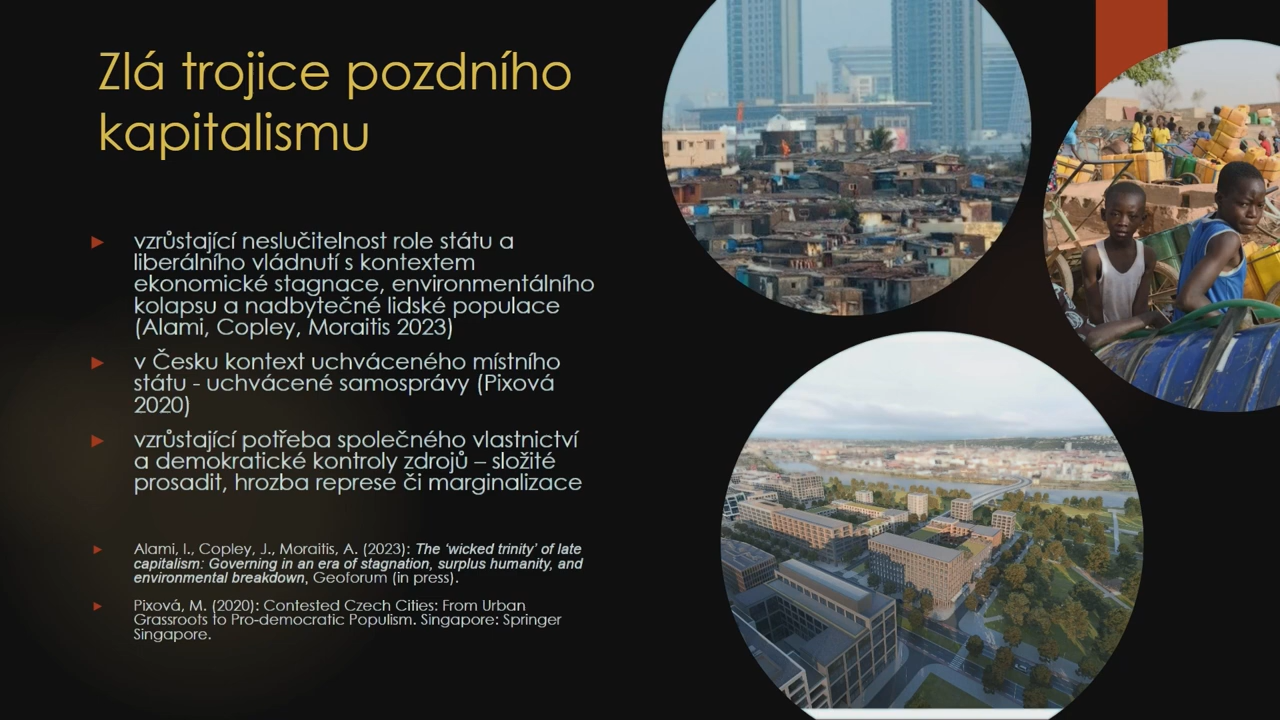 Zlá trojice pozdního
kapitalismu
vzrůstající neslučitelnost role státu a
liberálního vládnutí s kontextem
ekonomické stagnace, environmentálního
kolapsu a nadbytečné lidské populace
(Alami, Copley, Moraitis 2023)
v Česku kontext uchváceného místního
státu - uchvácené samosprávy (Pixová
2020)
vzrůstající potřeba společného vlastnictví
a demokratické kontroly zdrojů – složité
prosadit, hrozba represe či marginalizace
Alami, I., Copley, J., Moraitis, A. (2023): The ‘wicked trinity’ of late
capitalism: Governing in an era of stagnation, surplus humanity, and
environmental breakdown, Geoforum (in press).
Pixová, M. (2020): Contested Czech Cities: From Urban
Grassroots to Pro-democratic Populism. Singapore: Springer
Singapore.